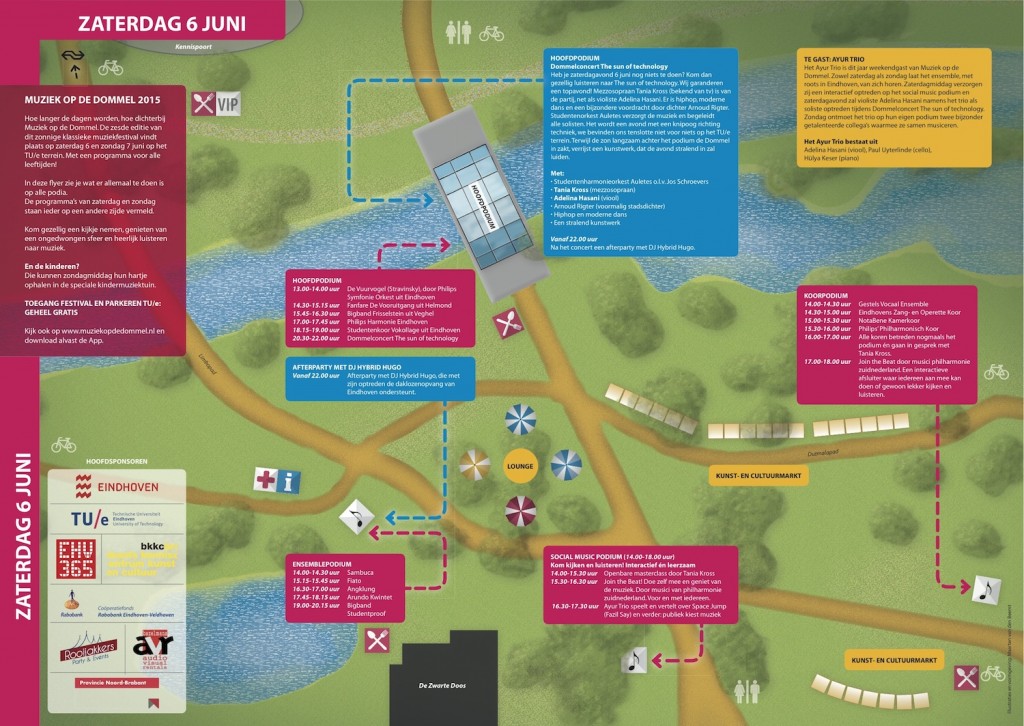 ZATERDAG 6 JUNI
Kennispoort
VIP
MUZIEK OP DE DOMMEL 2015
Hoe langer de dagen worden, hoe dichterbij
Muziek op de Dommel. De zesde editie van
dit zonnige klassieke muziekfestival vindt
plaats op zaterdag 6 en zondag 7 juni op het
TU/e terrein. Met een programma voor alle
leeftijden!
In deze flyer zie je wat er allemaal te doen is
op alle podia.
De programma's van zaterdag en zondag
staan ieder op een andere zijde vermeld.
Kom gezellig een kijkje nemen, genieten van
een ongedwongen sfeer en heerlijk luisteren
naar muziek.
En de kinderen?
Die kunnen zondagmiddag hun hartje
ophalen in de speciale kindermuziektuin.
TOEGANG FESTIVAL EN PARKEREN TU/e:
GEHEEL GRATIS
Kijk ook op www.muziekopdedommel.nl en
download alvast de App.
HOOFDPODIUM
Dommelconcert The sun of technology
Heb je zaterdagavond 6 juni nog niets te doen? Kom dan
gezellig luisteren naar The sun of technology. Wij garanderen
een topavond! Mezzosopraan Tania Kross (bekend van tv) is van
de partij, net als violiste Adelina Hasani. Er is hiphop, moderne
dans en een bijzondere voordracht door dichter Arnoud Rigter.
Studentenorkest Auletes verzorgt de muziek en begeleidt
alle solisten. Het wordt een avond met een knipoog richting
techniek, we bevinden ons tenslotte niet voor niets op het TU/e
terrein. Terwijl de zon langzaam achter het podium de Dommel
in zakt, verrijst een kunstwerk, dat de avond stralend in zal
luiden.
Met:
• Studentenharmonieorkest Auletes o.l.v. Jos Schroevers
• Tania Kross (mezzosopraan)
• Adelina Hasani (viool)
• Arnoud Rigter (voormalig stadsdichter)
• Hiphop en moderne dans
• Een stralend kunstwerk
Vanaf 22.00 uur
Na het concert een afterparty met DJ Hybrid Hugo.
TE GAST: AYUR TRIO
Het Ayur Trio is dit jaar weekendgast van Muziek op de
Dommel. Zowel zaterdag als zondag laat het ensemble, met
roots in Eindhoven, van zich horen. Zaterdagmiddag verzorgen
zij een interactief optreden op het social music podium en
zaterdagavond zal violiste Adelina Hasani namens het trio als
soliste optreden tijdens Dommelconcert The sun of technology.
Zondag ontmoet het trio op hun eigen podium twee bijzonder
getalenteerde collega's waarmee ze samen musiceren.
Het Ayur Trio bestaat uit
Adelina Hasani (viool), Paul Uyterlinde (cello),
Hülya Keser (piano)
HOOFDPODIUM
HOOFDPODIUM
13.00-14.00 uur De Vuurvogel (Stravinsky), door Philips
Symfonie Orkest uit Eindhoven
14.30-15.15 uur Fanfare De Vooruitgang uit Helmond
15.45-16.30 uur Bigband Frisselstein uit Veghel
17.00-17.45 uur Philips Harmonie Eindhoven
18.15-19.00 uur Studentenkoor Vokollage uit Eindhoven
20.30-22.00 uur Dommelconcert The sun of technology
AFTERPARTY MET DJ HYBRID HUGO
Vanaf 22.00 uur Afterparty met DJ Hybrid Hugo, die met
zijn optreden de daklozenopvang van
Eindhoven ondersteunt.
KOORPODIUM
14.00-14.30 uur Gestels Vocaal Ensemble
14.30-15.00 uur Eindhovens Zang- en Operette Koor
15.00-15.30 uur NotaBene Kamerkoor
15.30-16.00 uur Philips' Philharmonisch Koor
16.00-17.00 uur Alle koren betreden nogmaals het
podium én gaan in gesprek met
Tania Kross.
17.00-18.00 uur Join the Beat door musici philharmonie
zuidnederland. Een interactieve
afsluiter waar iedereen aan mee kan
doen of gewoon lekker kijken en
luisteren.
LOUNGE
KUNST- EN CULTUURMARKT
ZATERDAG 6 JUNI
HOOFDSPONSOREN
EINDHOVEN
TU/e
Technische Universiteit
Eindhoven
University of Technology
EHV
365
bkkc
Rabobank
Coöperatiefonds
Rabobank Eindhoven-Veldhoven
Rooijakkers
Party & Events
avr
audio
visual
rentals
Provincie Noord-Brabant
i
ENSEMBLEPODIUM
14.00-14.30 uur Sambuca
15.15-15.45 uur Fiato
16.30-17.00 uur Angklung
17.45-18.15 uur Arundo Kwintet
19.00-20.15 uur Bigband
Studentproof
De Zwarte Doos
SOCIAL MUSIC PODIUM (14.00-18.00 uur)
Kom kijken en luisteren! Interactief én leerzaam
14.00-15.30 uur Openbare masterclass door Tania Kross
15.30-16.30 uur Join the Beat! Doe zelf mee en geniet van
de muziek. Door musici van philharmonie
zuidnederland. Voor en met iedereen.
16.30-17.30 uur Ayur Trio speelt en vertelt over Space Jump
(Fazil Say) en verder: publiek kiest muziek
KUNST- EN CULTUURMARKT